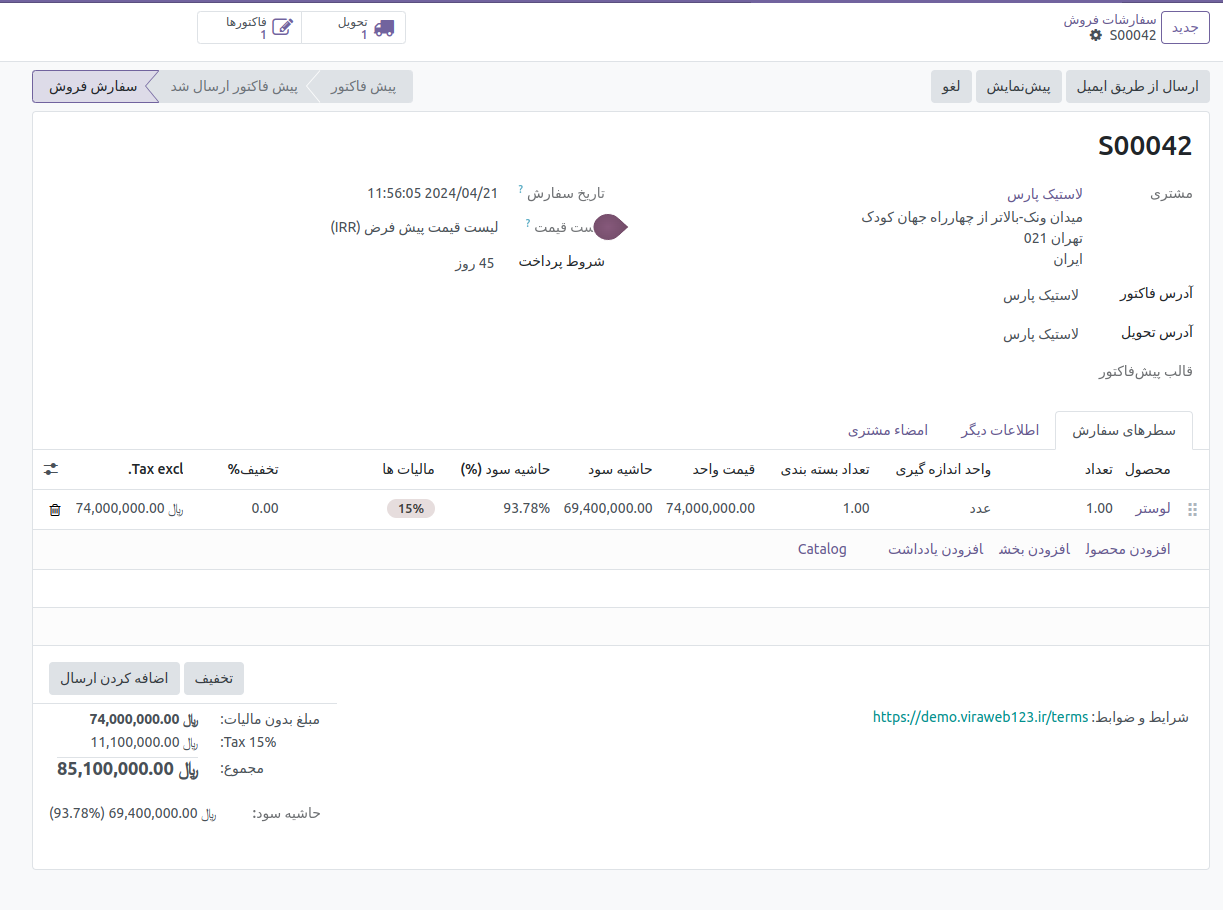 جدید
سفارشات فروش
S00042
تحویل
1
فاکتورها
1
ارسال از طریق ایمیل
پیش‌نمایش
لغو
پیش فاکتور
پیش فاکتور ارسال شد
سفارش فروش
S00042
مشتری
لاستیک پارس
میدان ونک-بالاتر از چهارراه جهان کودک
تهران 021
ایران
آدرس فاکتور
لاستیک پارس
آدرس تحویل
لاستیک پارس
قالب پیش‌فاکتور
تاریخ سفارش ?
2024/04/21 11:56:05
ست قیمت ?
لیست قیمت پیش فرض (IRR)
شروط پرداخت
45 روز
سطرهای سفارش
اطلاعات دیگر
امضاء مشتری
محصول
تعداد
واحد اندازه گیری
تعداد بسته بندی
قیمت واحد
حاشیه سود
حاشیه سود (%)
مالیات ها
تخفیف%
Tax excl.
لوستر
1.00
عدد
1.00
74,000,000.00
69,400,000.00
93.78%
15%
0.00
74,000,000.00 ﷼
افزودن محصول
افزودن بخش
افزودن یادداشت
Catalog
تخفیف
اضافه کردن ارسال
شرایط و ضوابط: https://demo.viraweb123.ir/terms
مبلغ بدون مالیات: 74,000,000.00 ﷼
Tax 15%: 11,100,000.00 ﷼
مجموع: 85,100,000.00 ﷼
حاشیه سود: 69,400,000.00 ﷼ (93.78%)